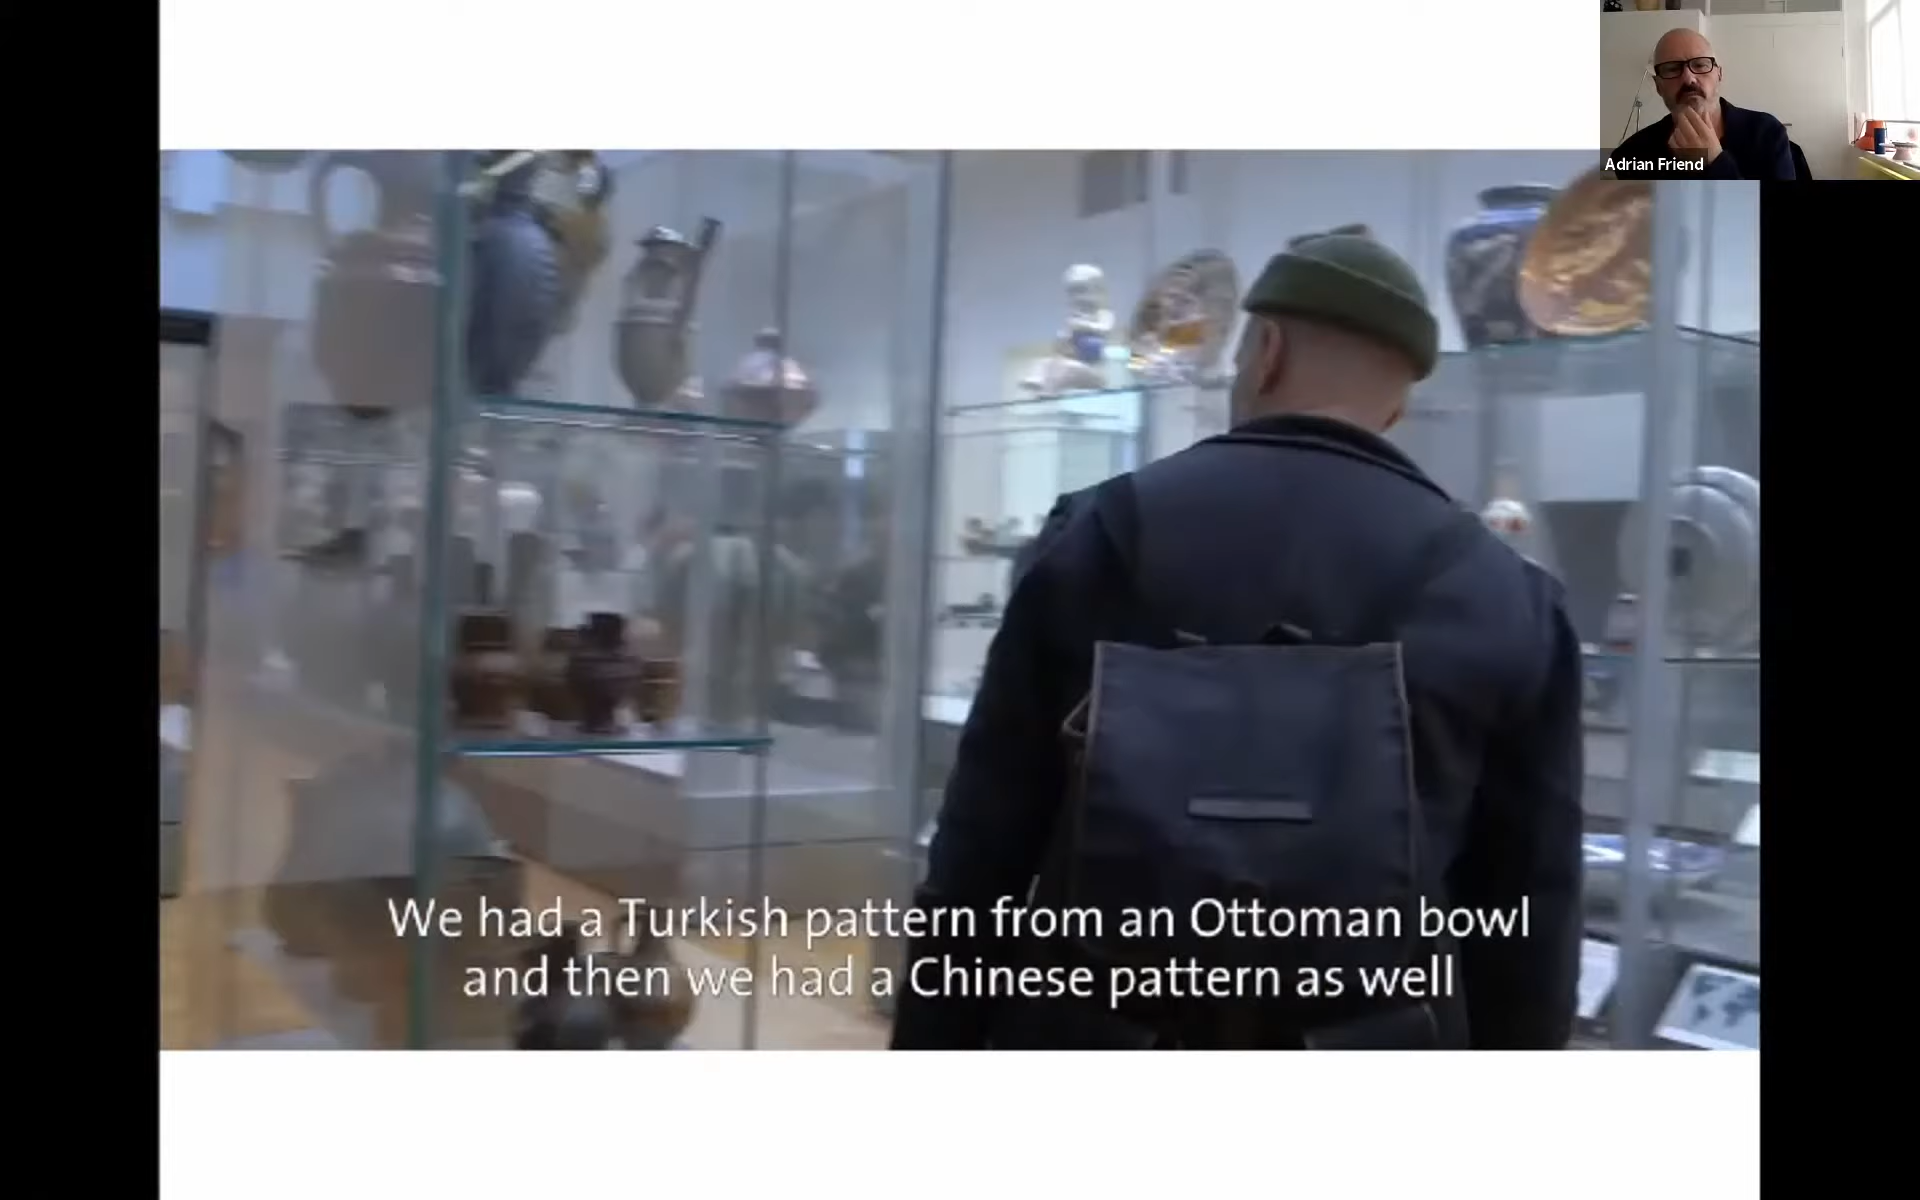 Adrian Friend
We had a Turkish pattern from an Ottoman bowl
and then we had a Chinese pattern as well